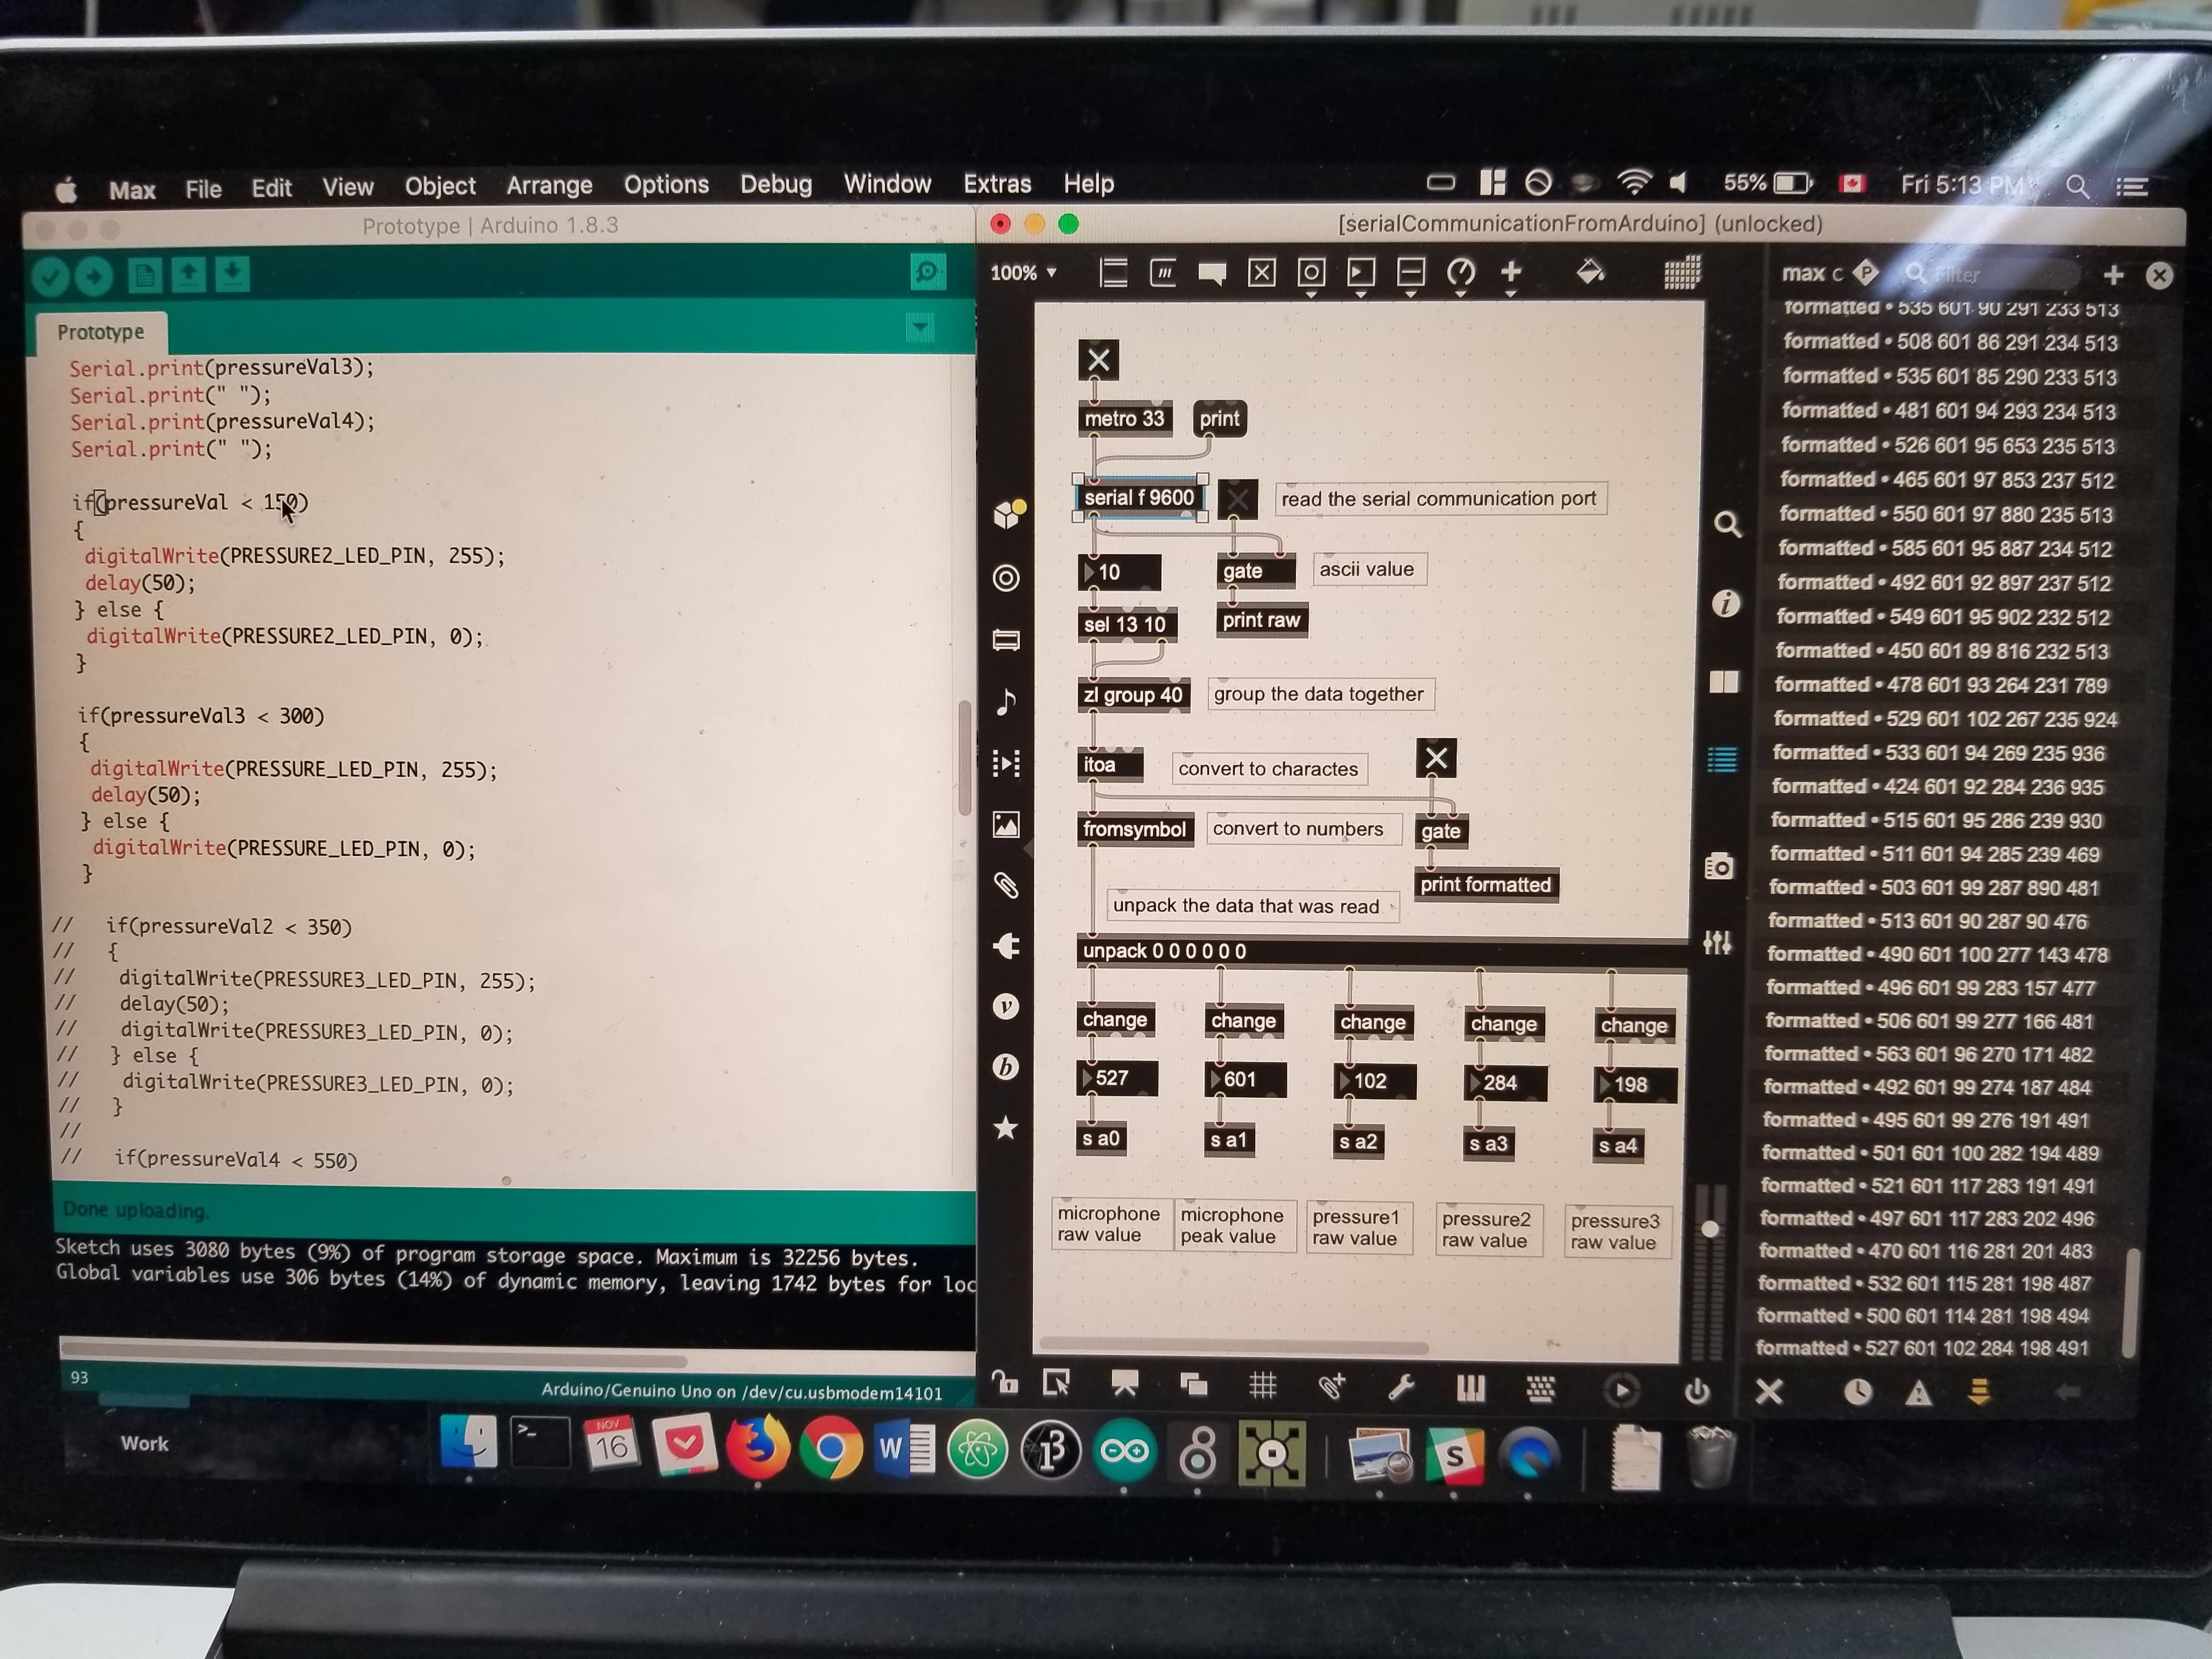 Max File Edit View Object Arrange Options Debug Window Extras Help 55% Fri 5:13 PM
Prototype | Arduino 1.8.3
Prototype
Serial.print(pressureVal3);
Serial.print(" ");
Serial.print(pressureVal4);
Serial.print(" ");
if(pressureVal < 150)
{
digitalWrite(PRESSURE2_LED_PIN, 255);
delay(50);
} else {
digitalWrite(PRESSURE2_LED_PIN, 0);
}
if(pressureVal3 < 300)
{
digitalWrite(PRESSURE_LED_PIN, 255);
delay(50);
} else {
digitalWrite(PRESSURE_LED_PIN, 0);
}
// if(pressureVal2 < 350)
// {
// digitalWrite(PRESSURE3_LED_PIN, 255);
// delay(50);
// digitalWrite(PRESSURE3_LED_PIN, 0);
// } else {
// digitalWrite(PRESSURE3_LED_PIN, 0);
// }
//
// if(pressureVal4 < 550)
Done uploading.
Sketch uses 3080 bytes (9%) of program storage space. Maximum is 32256 bytes.
Global variables use 306 bytes (14%) of dynamic memory, leaving 1742 bytes for loc
93
Arduino/Genuino Uno on /dev/cu.usbmodem14101
[serialCommunicationFromArduino] (unlocked)
100%
metro 33 print
serial f 9600 read the serial communication port
10 gate ascii value
sel 13 10 print raw
zl group 40 group the data together
itoa convert to charactes
fromsymbol convert to numbers gate
print formatted
unpack the data that was read
unpack 0 0 0 0 0 0
change change change change change
527 601 102 284 198
s a0 s a1 s a2 s a3 s a4
microphone raw value
microphone peak value
pressure1 raw value
pressure2 raw value
pressure3 raw value
max c Filter
formatted • 535 601 90 291 233 513
formatted • 508 601 86 291 234 513
formatted • 535 601 85 290 233 513
formatted • 481 601 94 293 234 513
formatted • 526 601 95 653 235 513
formatted • 465 601 97 853 237 512
formatted • 550 601 97 880 235 513
formatted • 585 601 95 887 234 512
formatted • 492 601 92 897 237 512
formatted • 549 601 95 902 232 512
formatted • 450 601 89 816 232 513
formatted • 478 601 93 264 231 789
formatted • 529 601 102 267 235 924
formatted • 533 601 94 269 235 936
formatted • 424 601 92 284 236 935
formatted • 515 601 95 286 239 930
formatted • 511 601 94 285 239 469
formatted • 503 601 99 287 890 481
formatted • 513 601 90 287 90 476
formatted • 490 601 100 277 143 478
formatted • 496 601 99 283 157 477
formatted • 506 601 99 277 166 481
formatted • 563 601 96 270 171 482
formatted • 492 601 99 274 187 484
formatted • 495 601 99 276 191 491
formatted • 501 601 100 282 194 489
formatted • 521 601 117 283 191 491
formatted • 497 601 117 283 202 496
formatted • 470 601 116 281 201 483
formatted • 532 601 115 281 198 487
formatted • 500 601 114 281 198 494
formatted • 527 601 102 284 198 491
Work
NOV
16